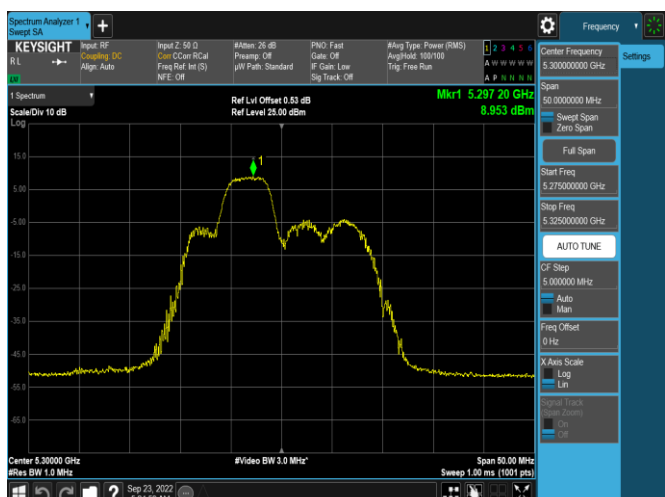 Spectrum Analyzer 1
Swept SA
+
Frequency
KEYSIGHT
R L
Input: RF
Coupling: DC
Align: Auto
Input Z: 50 Ω
Corr CCorr RCal
Freq Ref: Int (S)
NFE: Off
#Atten: 26 dB
Preamp: Off
µW Path: Standard
PNO: Fast
Gate: Off
IF Gain: Low
Sig Track: Off
#Avg Type: Power (RMS)
Avg|Hold: 100/100
Trig: Free Run
1 2 3 4 5 6
A W W W W W
A P N N N N
1 Spectrum
Scale/Div 10 dB
Log
Ref Lvl Offset 0.53 dB
Ref Level 25.00 dBm
Mkr1 5.297 20 GHz
8.953 dBm
1
15.0
5.00
-5.00
-15.0
-25.0
-35.0
-45.0
-55.0
-65.0
Center 5.30000 GHz
#Res BW 1.0 MHz
#Video BW 3.0 MHz*
Span 50.00 MHz
Sweep 1.00 ms (1001 pts)
Center Frequency
5.300000000 GHz
Settings
Span
50.0000000 MHz
Swept Span
Zero Span
Full Span
Start Freq
5.275000000 GHz
Stop Freq
5.325000000 GHz
AUTO TUNE
CF Step
5.000000 MHz
Auto
Man
Freq Offset
0 Hz
X Axis Scale
Log
Lin
Signal Track
(Span Zoom)
On
Off
?
Sep 23, 2022